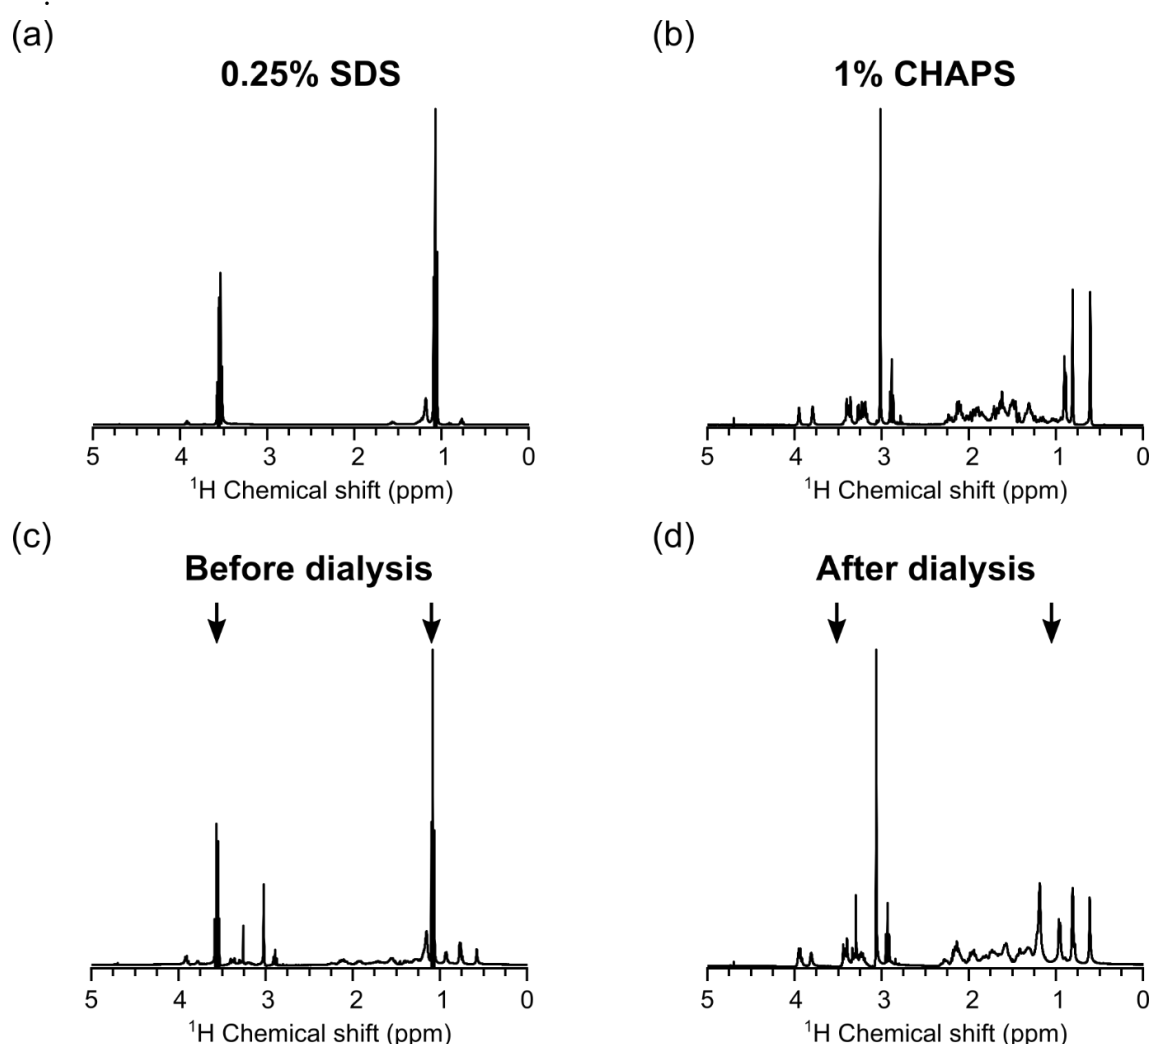 (a)
0.25% SDS
5 4 3 2 1 0
¹H Chemical shift (ppm)
(b)
1% CHAPS
5 4 3 2 1 0
¹H Chemical shift (ppm)
(c)
Before dialysis
5 4 3 2 1 0
¹H Chemical shift (ppm)
(d)
After dialysis
5 4 3 2 1 0
¹H Chemical shift (ppm)